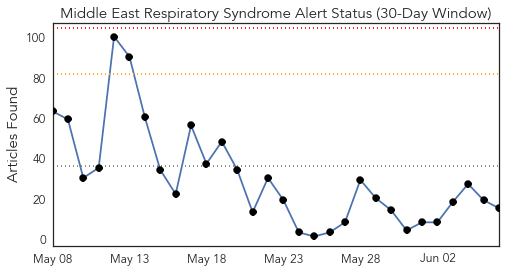 Middle East Respiratory Syndrome Alert Status (30-Day Window)
Articles Found
100
80
60
40
20
0
May 08 May 13 May 18 May 23 May 28 Jun 02